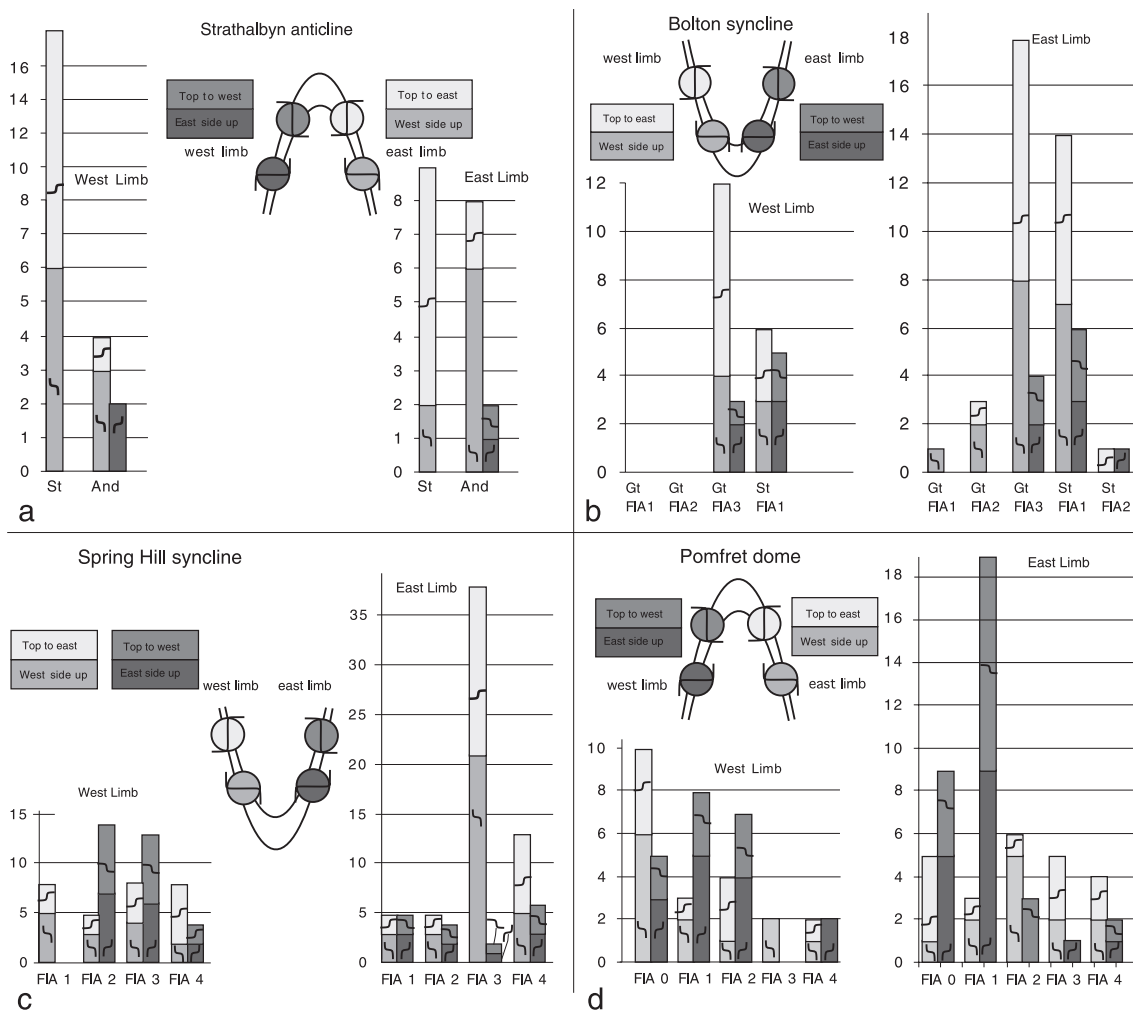 Strathalbyn anticline
16
14
12
10
8
6
4
3
2
1
0
West Limb
St And
Top to west
East side up
west limb
Top to east
West side up
east limb
East Limb
8
7
6
5
4
3
2
1
0
St And
a
Bolton syncline
west limb
east limb
Top to east
West side up
Top to west
East side up
12
10
8
6
4
2
0
West Limb
Gt Gt Gt St
FIA1 FIA2 FIA3 FIA1
18
16
14
12
10
8
6
4
2
0
East Limb
Gt Gt Gt St St
FIA1 FIA2 FIA3 FIA1 FIA2
b
Spring Hill syncline
Top to east
West side up
Top to west
East side up
west limb east limb
West Limb
15
10
5
0
FIA 1 FIA 2 FIA 3 FIA 4
East Limb
35
30
25
20
15
10
5
0
FIA 1 FIA 2 FIA 3 FIA 4
c
Pomfret dome
Top to west
East side up
west limb
Top to east
West side up
east limb
10
8
6
4
2
0
West Limb
FIA FIA FIA FIA FIA
0 1 2 3 4
18
16
14
12
10
8
6
4
2
0
East Limb
FIA FIA FIA FIA FIA
0 1 2 3 4
d